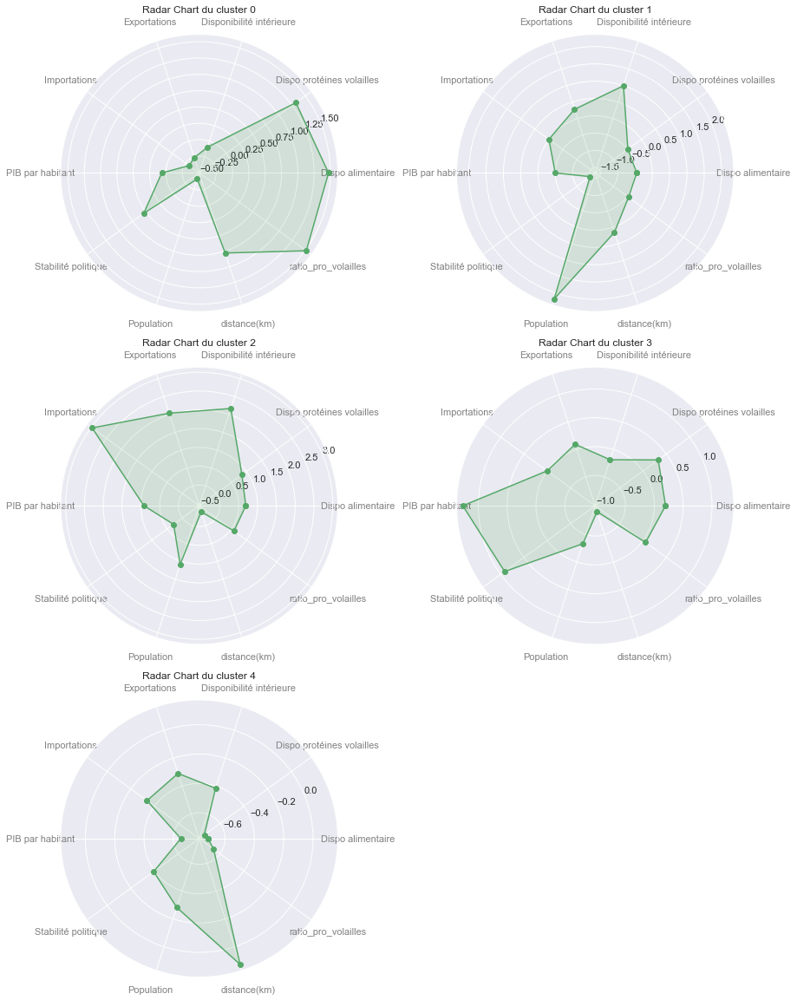 Radar Chart du cluster 0
Exportations
Disponibilité intérieure
Importations
Dispo protéines volailles
1.50
1.25
1.00
0.75
0.50
0.25
0.00
−0.25
−0.50
PIB par habitant
Dispo alimentaire
Stabilité politique
ratio_pro_volailles
Population
distance(km)
Radar Chart du cluster 1
Exportations
Disponibilité intérieure
Importations
Dispo protéines volailles
2.0
1.5
1.0
0.5
0.0
−0.5
−1.0
−1.5
PIB par habitant
Dispo alimentaire
Stabilité politique
ratio_pro_volailles
Population
distance(km)
Radar Chart du cluster 2
Exportations
Disponibilité intérieure
Importations
Dispo protéines volailles
3.0
2.5
2.0
1.5
1.0
0.5
0.0
−0.5
PIB par habitant
Dispo alimentaire
Stabilité politique
ratio_pro_volailles
Population
distance(km)
Radar Chart du cluster 3
Exportations
Disponibilité intérieure
Importations
Dispo protéines volailles
1.0
0.5
0.0
−0.5
−1.0
PIB par habitant
Dispo alimentaire
Stabilité politique
ratio_pro_volailles
Population
distance(km)
Radar Chart du cluster 4
Exportations
Disponibilité intérieure
Importations
Dispo protéines volailles
0.0
−0.2
−0.4
−0.6
PIB par habitant
Dispo alimentaire
Stabilité politique
ratio_pro_volailles
Population
distance(km)